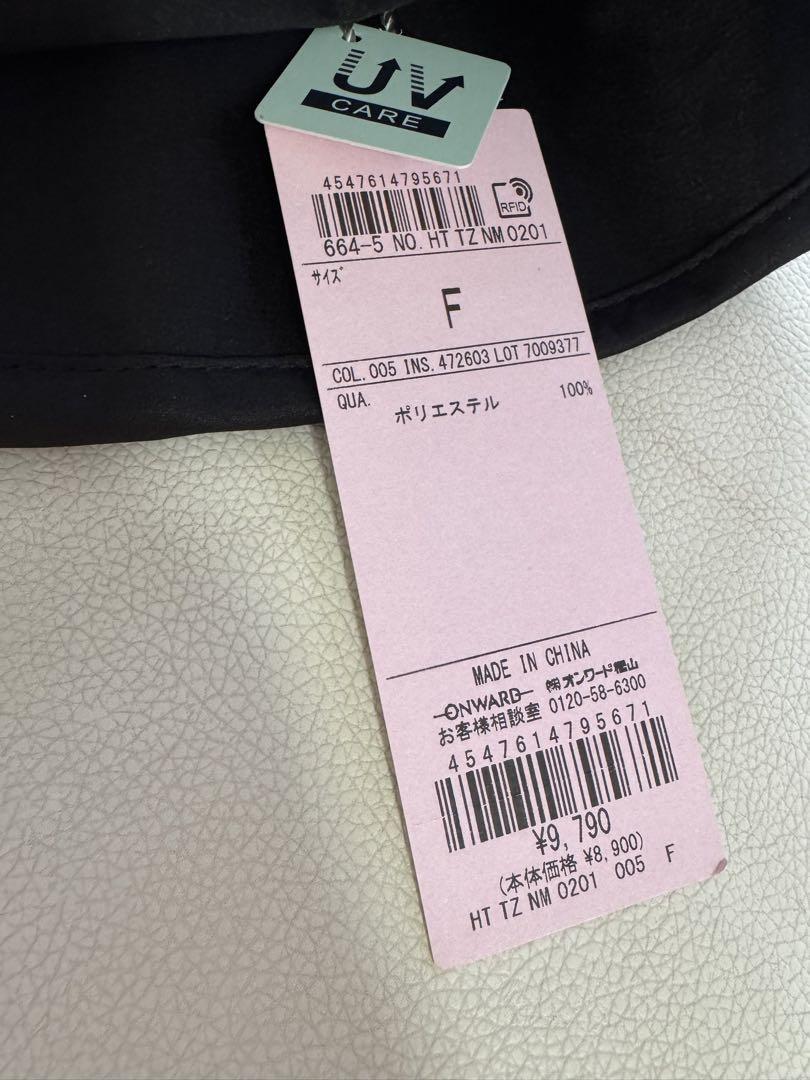 UV
CARE
4547614795671
RFID
664-5 NO. HT TZ NM 0201
サイズ
F
COL. 005 INS. 472603 LOT 7009377
QUA.
ポリエステル 100%
MADE IN CHINA
ONWARD ㈱オンワード樫山
お客様相談室 0120-58-6300
4547614795671
¥9,790
(本体価格 ¥8,900)
HT TZ NM 0201 005 F